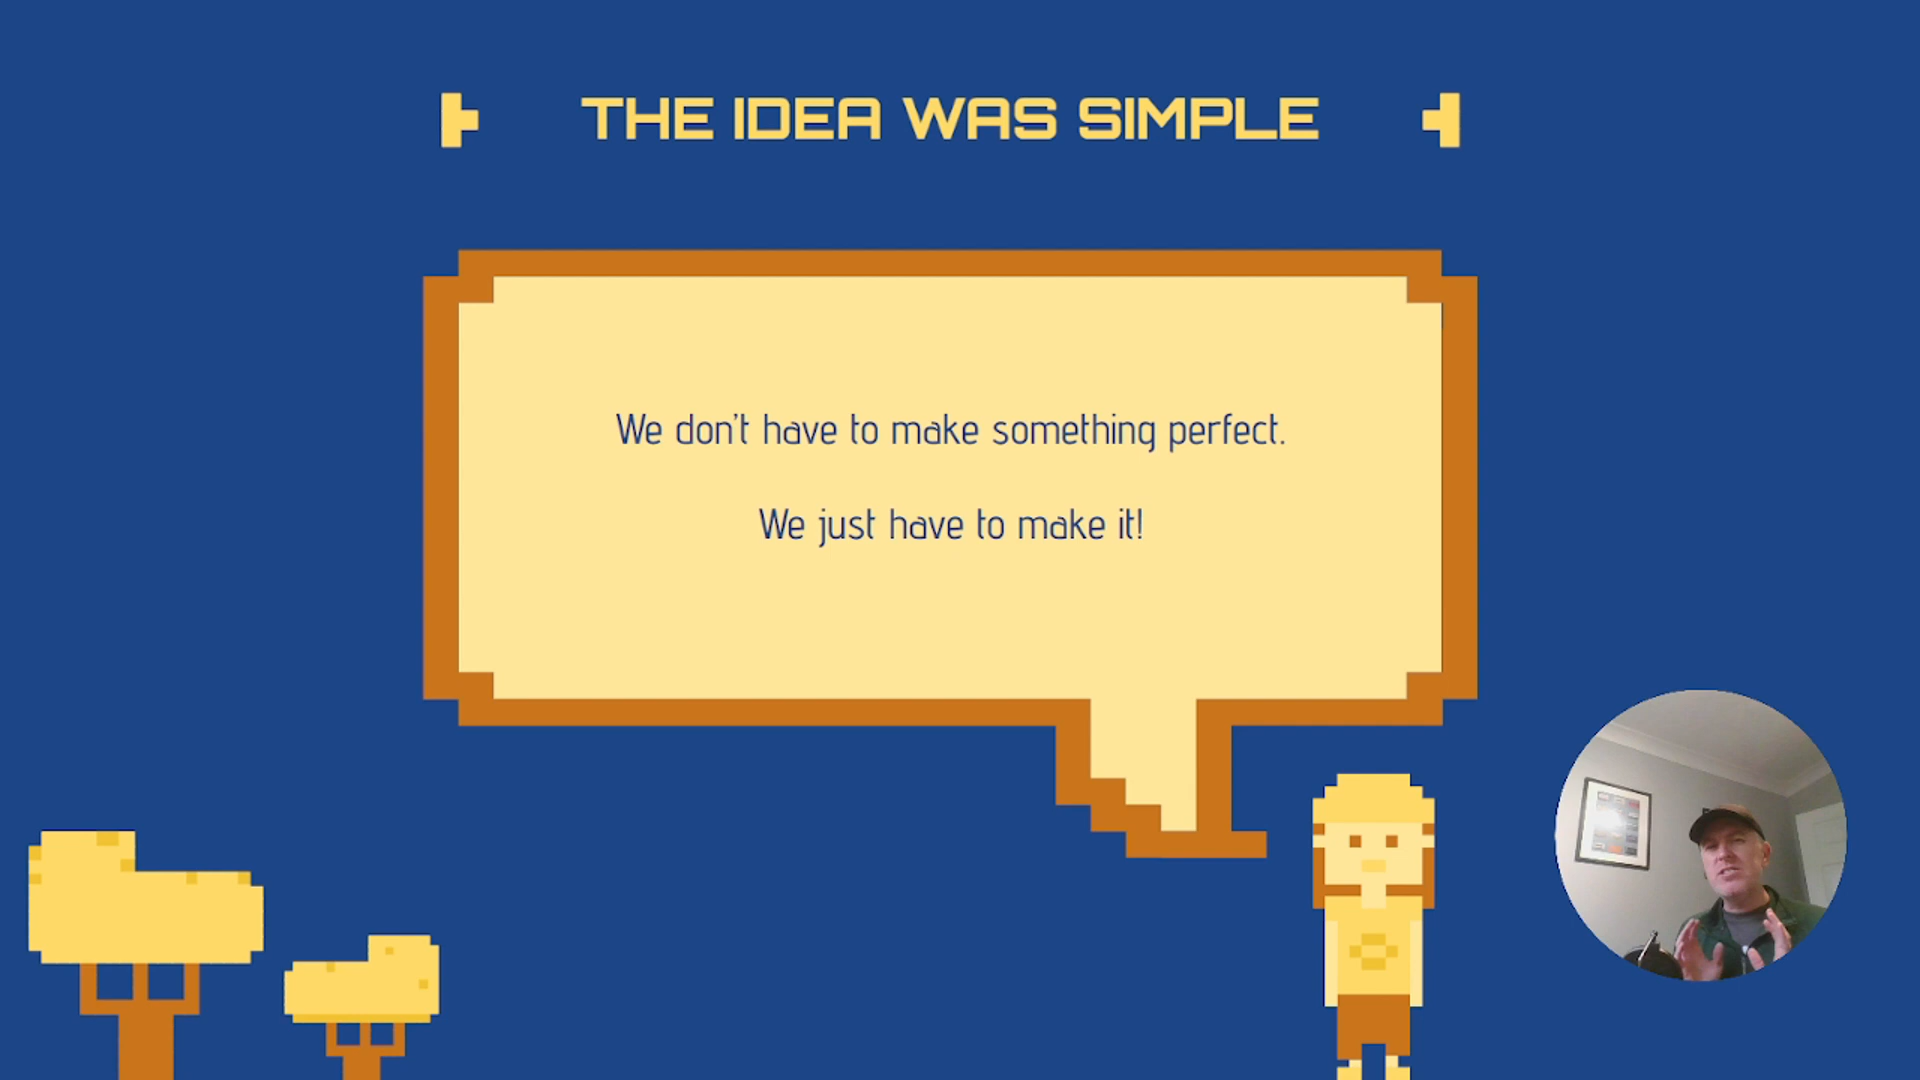 THE IDEA WAS SIMPLE
We don't have to make something perfect.
We just have to make it!